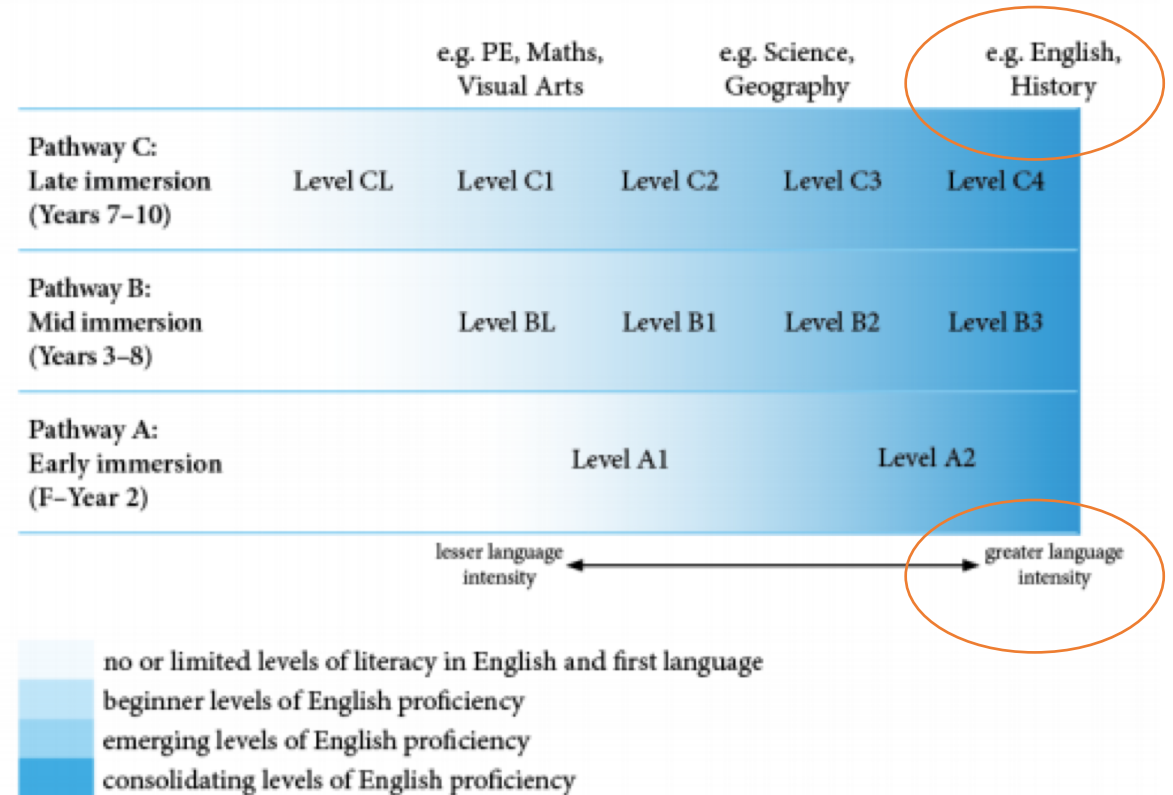 e.g. PE, Maths,
Visual Arts
e.g. Science,
Geography
e.g. English,
History
Pathway C:
Late immersion
(Years 7–10)
Level CL
Level C1
Level C2
Level C3
Level C4
Pathway B:
Mid immersion
(Years 3–8)
Level BL
Level B1
Level B2
Level B3
Pathway A:
Early immersion
(F–Year 2)
Level A1
Level A2
lesser language
intensity
greater language
intensity
no or limited levels of literacy in English and first language
beginner levels of English proficiency
emerging levels of English proficiency
consolidating levels of English proficiency